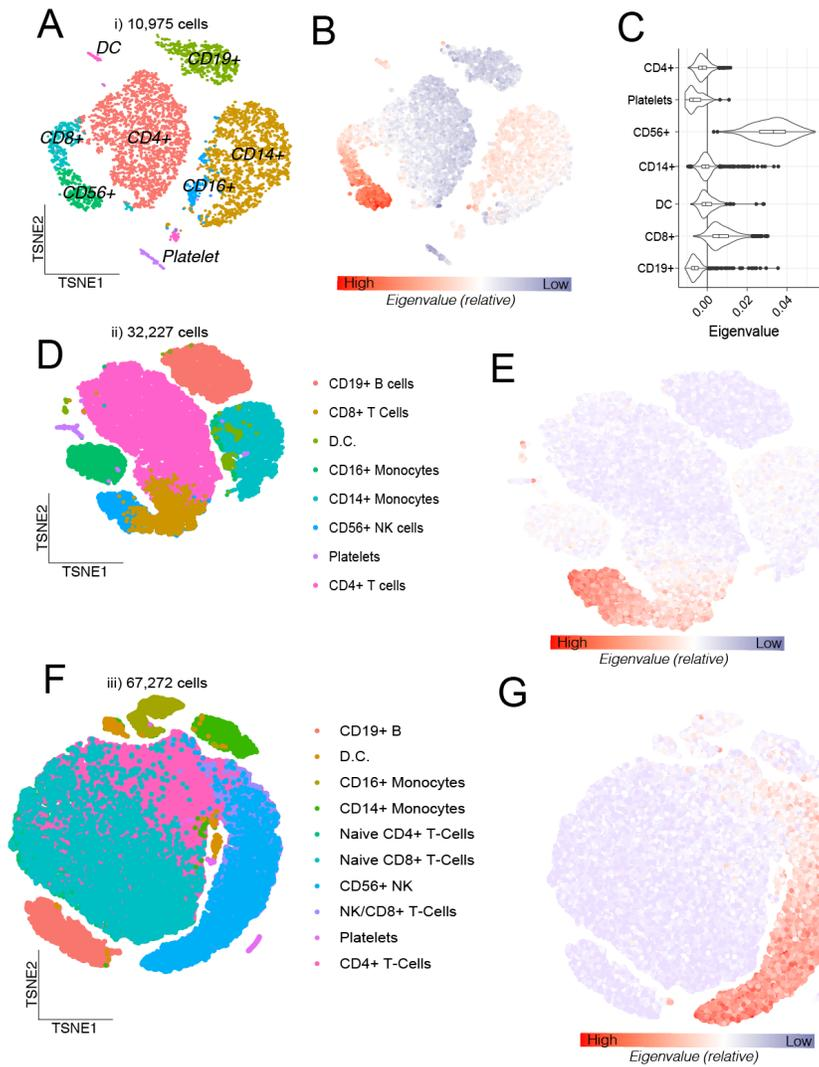 A
i) 10,975 cells
DC
CD19+
CD8+
CD4+
CD14+
CD56+
CD16+
Platelet
TSNE2
TSNE1
B
High
Low
Eigenvalue (relative)
C
CD4+
Platelets
CD56+
CD14+
DC
CD8+
CD19+
0.00
0.02
0.04
Eigenvalue
D
ii) 32,227 cells
TSNE2
TSNE1
CD19+ B cells
CD8+ T Cells
D.C.
CD16+ Monocytes
CD14+ Monocytes
CD56+ NK cells
Platelets
CD4+ T cells
E
High
Low
Eigenvalue (relative)
F
iii) 67,272 cells
TSNE2
TSNE1
CD19+ B
D.C.
CD16+ Monocytes
CD14+ Monocytes
Naive CD4+ T-Cells
Naive CD8+ T-Cells
CD56+ NK
NK/CD8+ T-Cells
Platelets
CD4+ T-Cells
G
High
Low
Eigenvalue (relative)